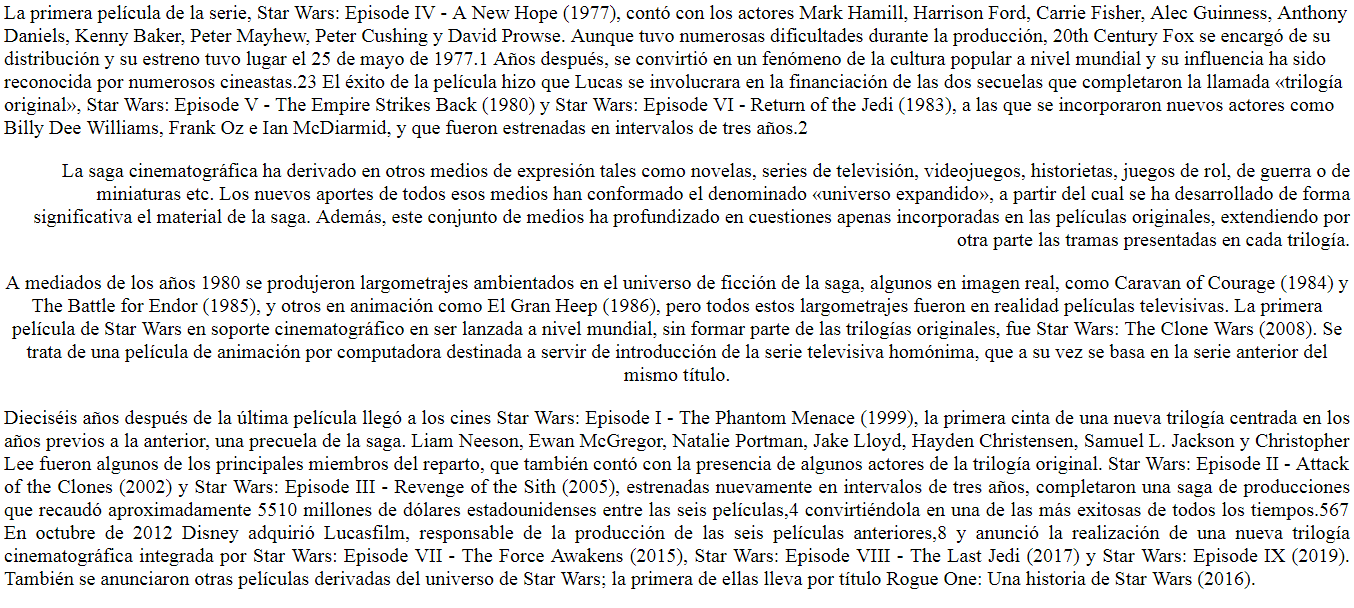 La primera película de la serie, Star Wars: Episode IV - A New Hope (1977), contó con los actores Mark Hamill, Harrison Ford, Carrie Fisher, Alec Guinness, Anthony
Daniels, Kenny Baker, Peter Mayhew, Peter Cushing y David Prowse. Aunque tuvo numerosas dificultades durante la producción, 20th Century Fox se encargó de su
distribución y su estreno tuvo lugar el 25 de mayo de 1977.1 Años después, se convirtió en un fenómeno de la cultura popular a nivel mundial y su influencia ha sido
reconocida por numerosos cineastas.23 El éxito de la película hizo que Lucas se involucrara en la financiación de las dos secuelas que completaron la llamada «trilogía
original», Star Wars: Episode V - The Empire Strikes Back (1980) y Star Wars: Episode VI - Return of the Jedi (1983), a las que se incorporaron nuevos actores como
Billy Dee Williams, Frank Oz e Ian McDiarmid, y que fueron estrenadas en intervalos de tres años.2
La saga cinematográfica ha derivado en otros medios de expresión tales como novelas, series de televisión, videojuegos, historietas, juegos de rol, de guerra o de
miniaturas etc. Los nuevos aportes de todos esos medios han conformado el denominado «universo expandido», a partir del cual se ha desarrollado de forma
significativa el material de la saga. Además, este conjunto de medios ha profundizado en cuestiones apenas incorporadas en las películas originales, extendiendo por
otra parte las tramas presentadas en cada trilogía.
A mediados de los años 1980 se produjeron largometrajes ambientados en el universo de ficción de la saga, algunos en imagen real, como Caravan of Courage (1984) y
The Battle for Endor (1985), y otros en animación como El Gran Heep (1986), pero todos estos largometrajes fueron en realidad películas televisivas. La primera
película de Star Wars en soporte cinematográfico en ser lanzada a nivel mundial, sin formar parte de las trilogías originales, fue Star Wars: The Clone Wars (2008). Se
trata de una película de animación por computadora destinada a servir de introducción de la serie televisiva homónima, que a su vez se basa en la serie anterior del
mismo título.
Dieciséis años después de la última película llegó a los cines Star Wars: Episode I - The Phantom Menace (1999), la primera cinta de una nueva trilogía centrada en los
años previos a la anterior, una precuela de la saga. Liam Neeson, Ewan McGregor, Natalie Portman, Jake Lloyd, Hayden Christensen, Samuel L. Jackson y Christopher
Lee fueron algunos de los principales miembros del reparto, que también contó con la presencia de algunos actores de la trilogía original. Star Wars: Episode II - Attack
of the Clones (2002) y Star Wars: Episode III - Revenge of the Sith (2005), estrenadas nuevamente en intervalos de tres años, completaron una saga de producciones
que recaudó aproximadamente 5510 millones de dólares estadounidenses entre las seis películas,4 convirtiéndola en una de las más exitosas de todos los tiempos.567
En octubre de 2012 Disney adquirió Lucasfilm, responsable de la producción de las seis películas anteriores,8 y anunció la realización de una nueva trilogía
cinematográfica integrada por Star Wars: Episode VII - The Force Awakens (2015), Star Wars: Episode VIII - The Last Jedi (2017) y Star Wars: Episode IX (2019).
También se anunciaron otras películas derivadas del universo de Star Wars; la primera de ellas lleva por título Rogue One: Una historia de Star Wars (2016).